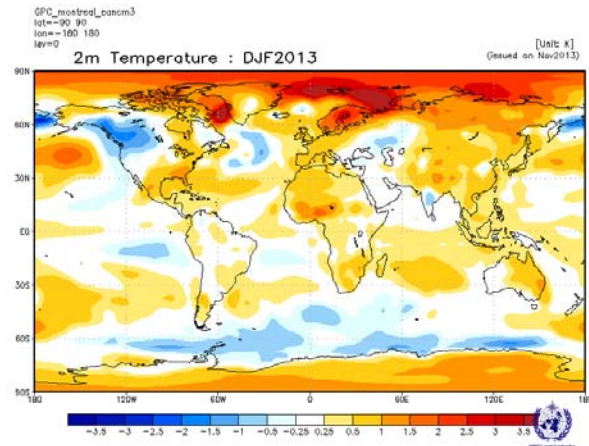 GPC_montreal_cancm3
lat=-90 90
lon=-180 180
lev=0
[Unit: K]
2m Temperature : DJF2013
(issued on Nov2013)
90N
60N
30N
EQ
30S
60S
90S
180 120W 60W 0 60E 120E 180
-3.5 -3 -2.5 -2 -1.5 -1 -0.5 -0.25 0.25 0.5 1 1.5 2 2.5 3 3.5